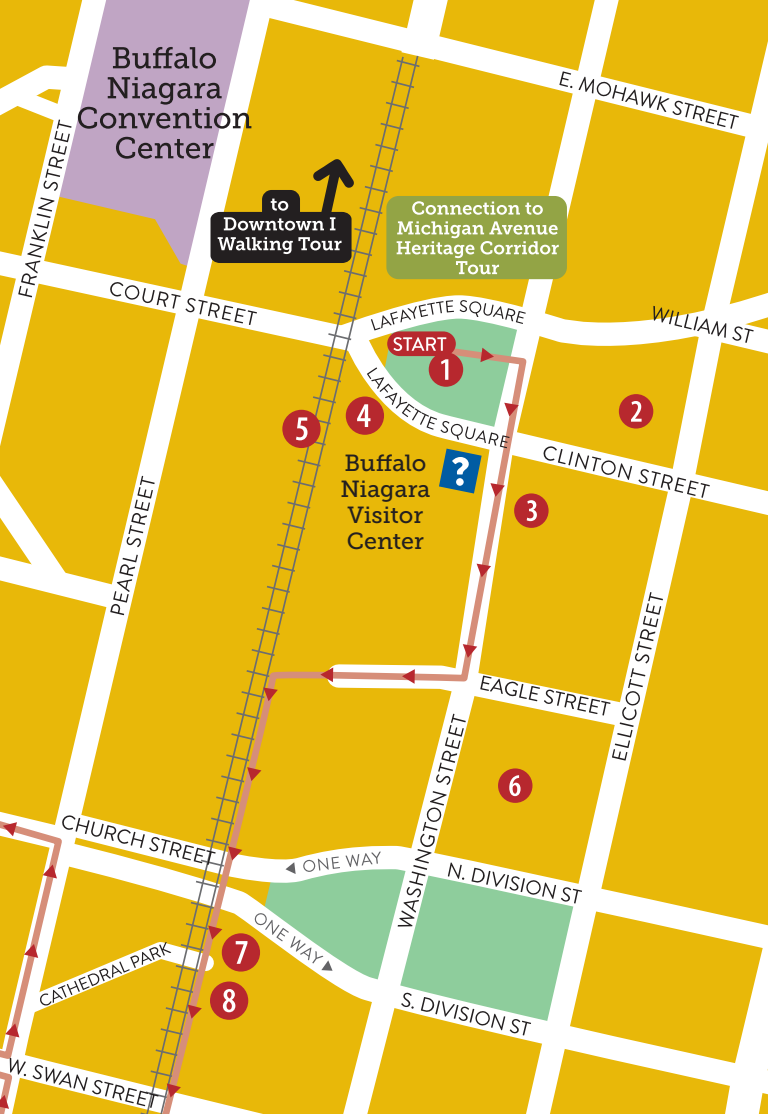 Buffalo
Niagara
Convention
Center
E. MOHAWK STREET
FRANKLIN STREET
to
Downtown I
Walking Tour
Connection to
Michigan Avenue
Heritage Corridor
Tour
COURT STREET
LAFAYETTE SQUARE
WILLIAM ST
START
1
LAFAYETTE SQUARE
2
4
5
CLINTON STREET
Buffalo
Niagara
Visitor
Center
?
3
PEARL STREET
ELLICOTT STREET
EAGLE STREET
WASHINGTON STREET
6
CHURCH STREET
ONE WAY
N. DIVISION ST
ONE WAY
7
CATHEDRAL PARK
8
S. DIVISION ST
W. SWAN STREET